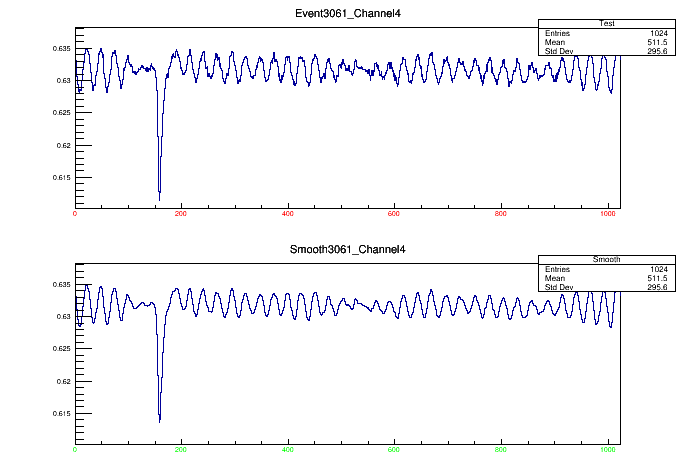 Event3061_Channel4
Test
Entries 1024
Mean 511.5
Std Dev 295.6
0.635
0.63
0.625
0.62
0.615
0 200 400 600 800 1000
Smooth3061_Channel4
Smooth
Entries 1024
Mean 511.5
Std Dev 295.6
0.635
0.63
0.625
0.62
0.615
0 200 400 600 800 1000